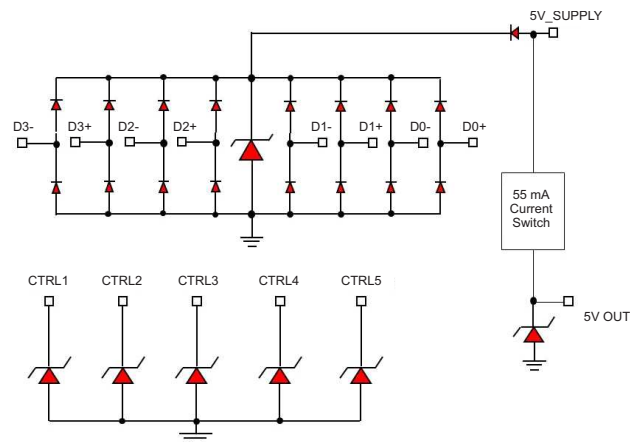 5V_SUPPLY
D3- D3+ D2- D2+ D1- D1+ D0- D0+
55 mA
Current
Switch
CTRL1 CTRL2 CTRL3 CTRL4 CTRL5
5V OUT